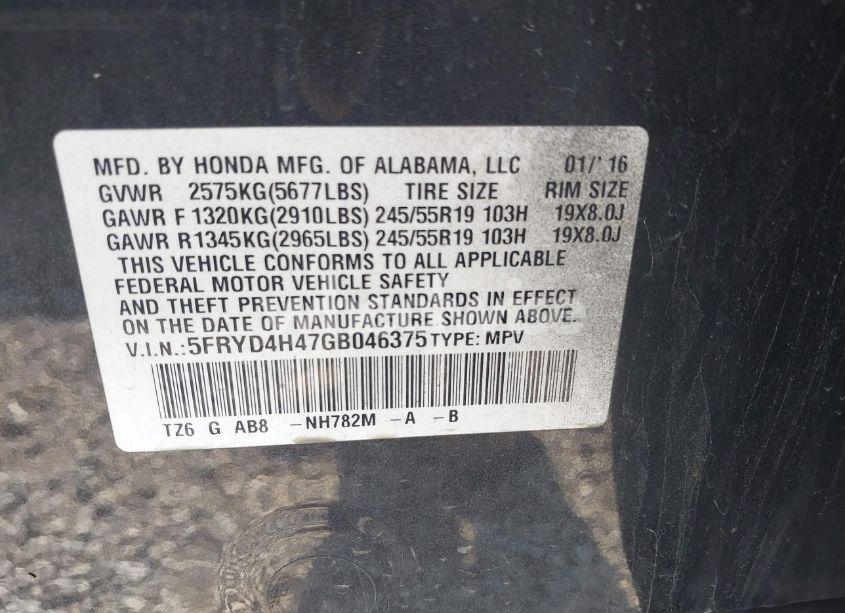 MFD. BY HONDA MFG. OF ALABAMA, LLC 01/'16
GVWR 2575KG(5677LBS) TIRE SIZE RIM SIZE
GAWR F 1320KG(2910LBS) 245/55R19 103H 19X8.0J
GAWR R1345KG(2965LBS) 245/55R19 103H 19X8.0J
THIS VEHICLE CONFORMS TO ALL APPLICABLE
FEDERAL MOTOR VEHICLE SAFETY
AND THEFT PREVENTION STANDARDS IN EFFECT
ON THE DATE OF MANUFACTURE SHOWN ABOVE.
V.I.N.:5FRYD4H47GB046375 TYPE: MPV
TZ6 G AB8 -NH782M -A -B